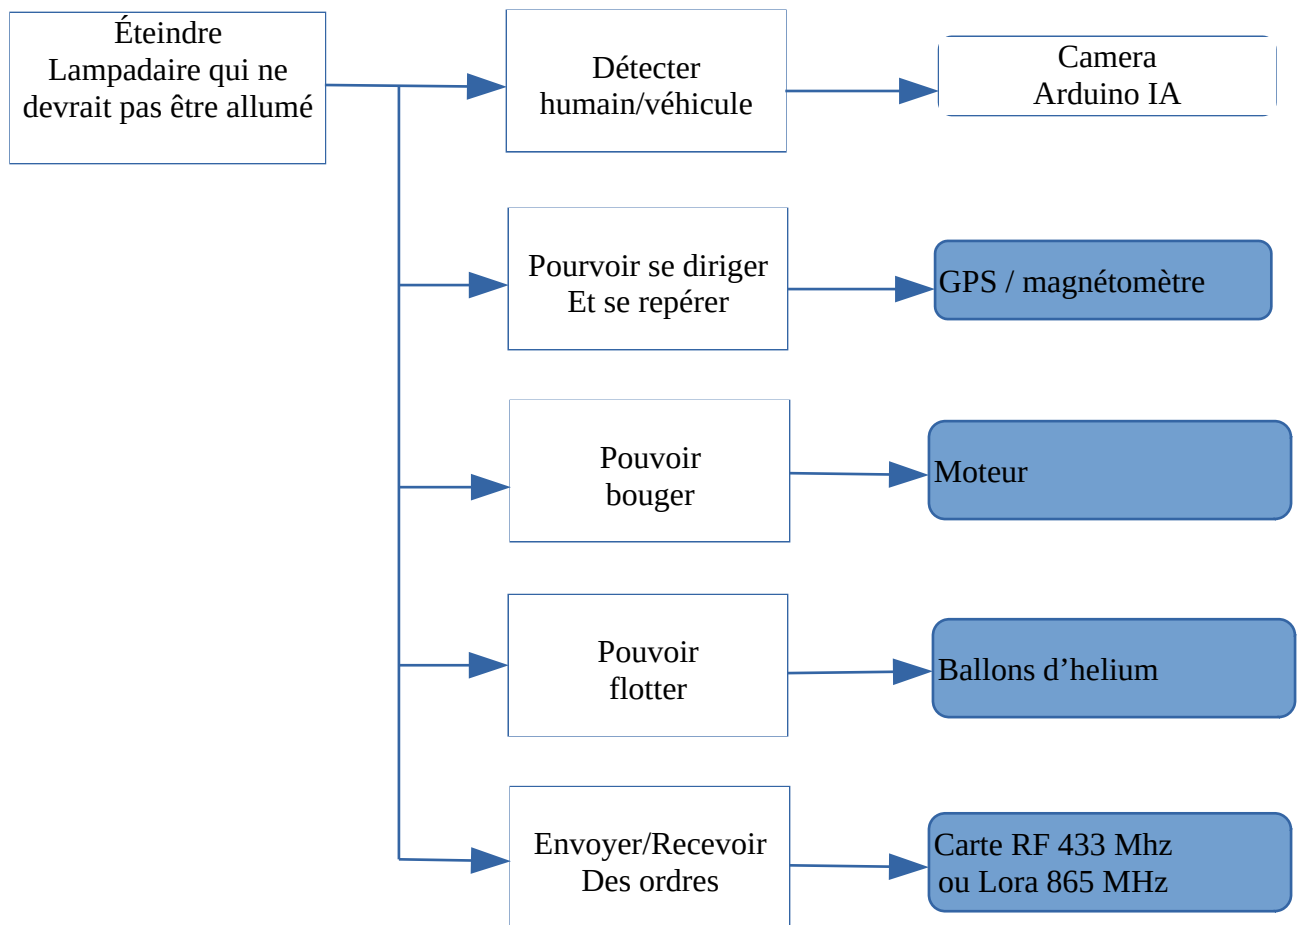 Éteindre
Lampadaire qui ne
devrait pas être allumé
Détecter
humain/véhicule
Camera
Arduino IA
Pourvoir se diriger
Et se repérer
GPS / magnétomètre
Pouvoir
bouger
Moteur
Pouvoir
flotter
Ballons d’helium
Envoyer/Recevoir
Des ordres
Carte RF 433 Mhz
ou Lora 865 MHz